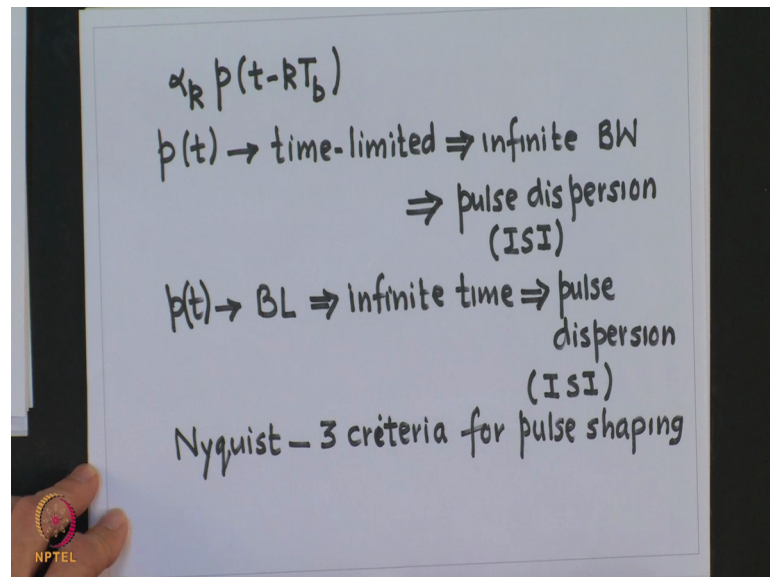 αk p(t-kTb)
p(t) → time-limited ⇒ infinite BW
⇒ pulse dispersion
(ISI)
p(t) → BL ⇒ infinite time ⇒ pulse
dispersion
(ISI)
Nyquist – 3 criteria for pulse shaping
NPTEL